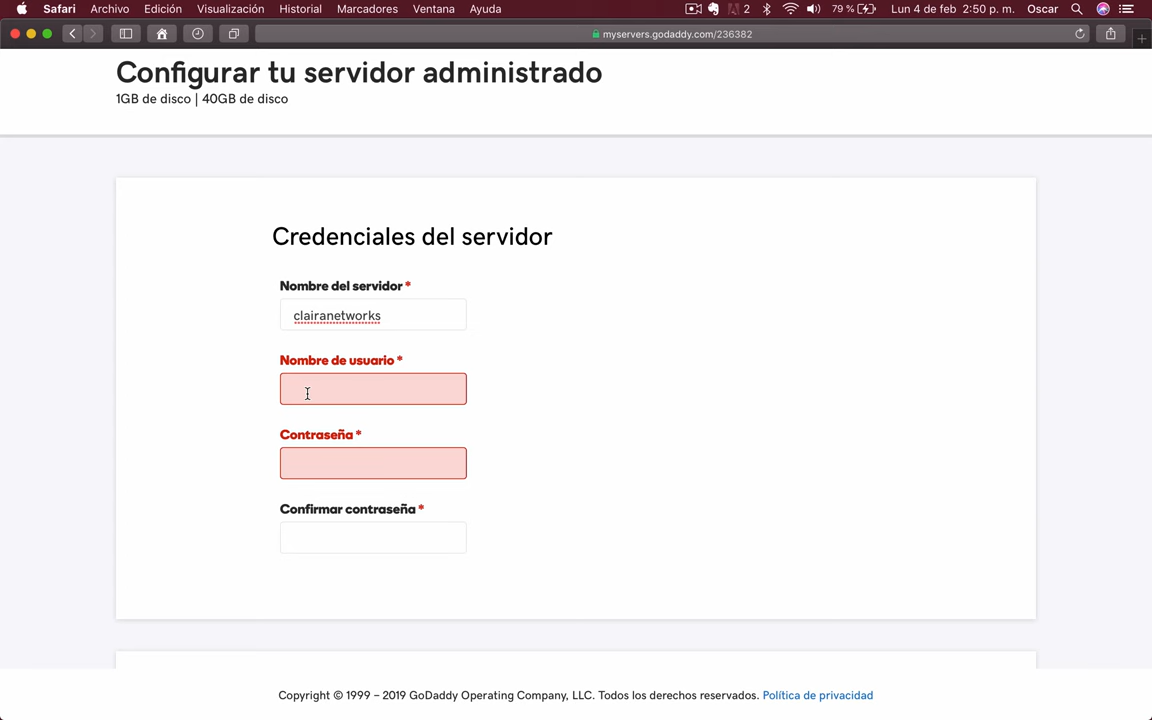 Safari Archivo Edición Visualización Historial Marcadores Ventana Ayuda 2 79 % Lun 4 de feb 2:50 p. m. Oscar
myservers.godaddy.com/236382
Configurar tu servidor administrado
1GB de disco | 40GB de disco
Credenciales del servidor
Nombre del servidor *
clairanetworks
Nombre de usuario *
Contraseña *
Confirmar contraseña *
Copyright © 1999 – 2019 GoDaddy Operating Company, LLC. Todos los derechos reservados. Política de privacidad